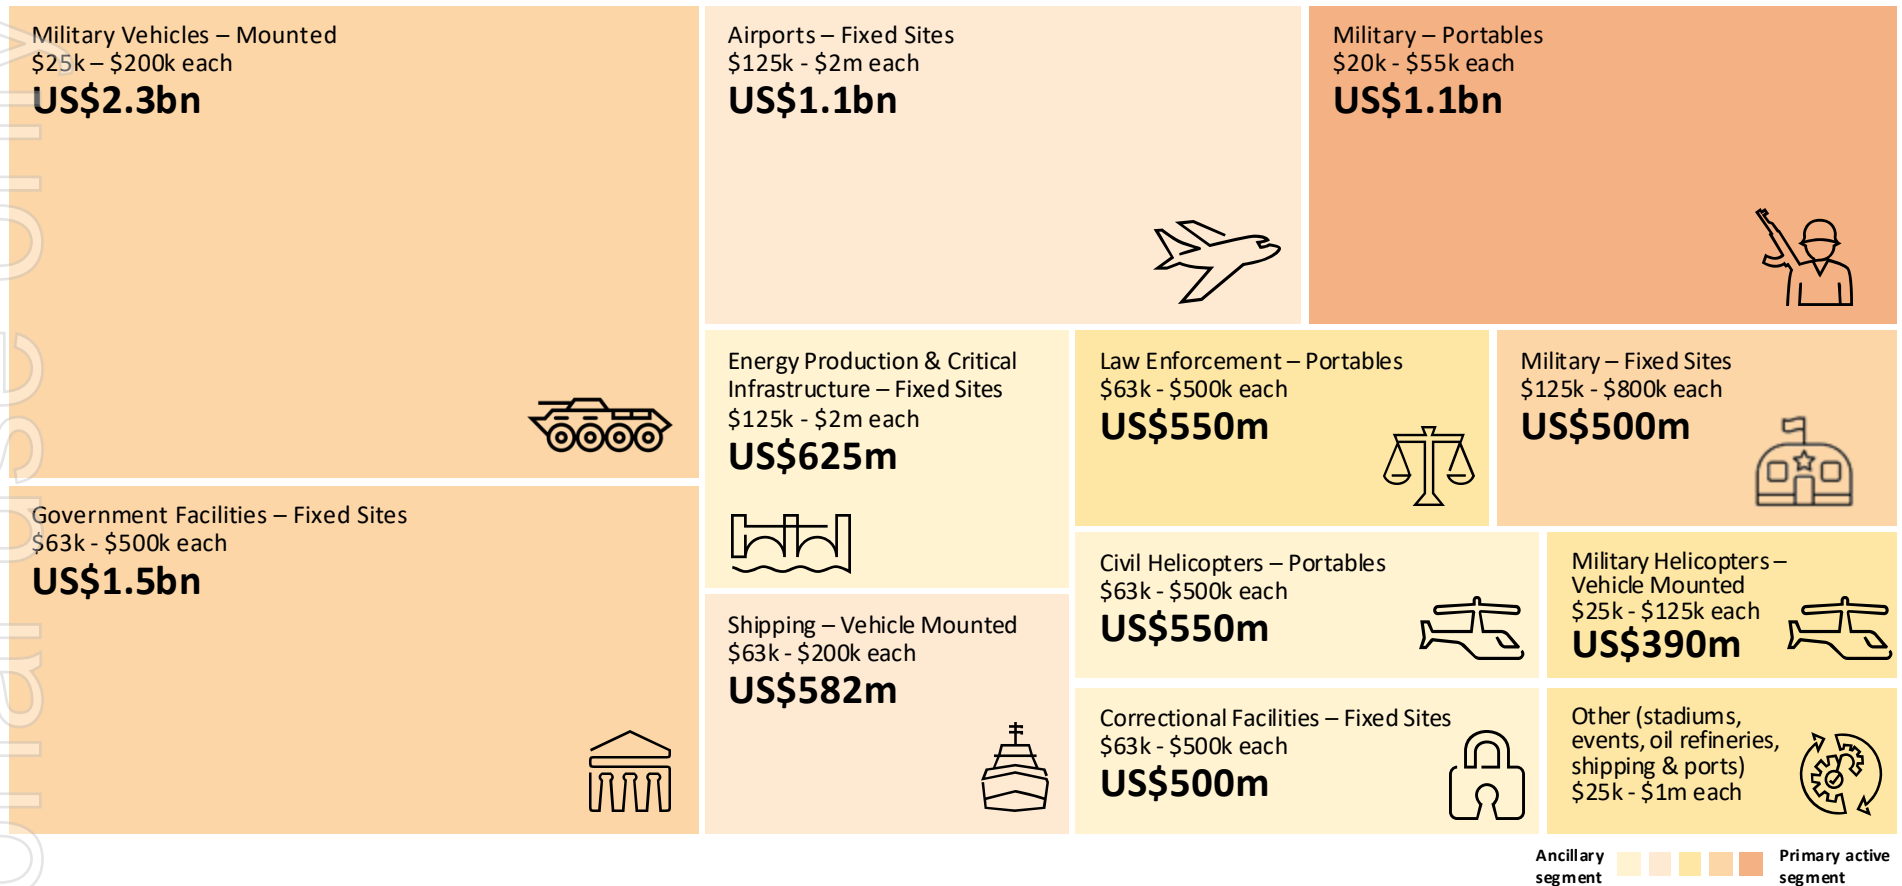 Military Vehicles – Mounted
$25k – $200k each
US$2.3bn
Airports – Fixed Sites
$125k - $2m each
US$1.1bn
Military – Portables
$20k - $55k each
US$1.1bn
Energy Production & Critical
Infrastructure – Fixed Sites
$125k - $2m each
US$625m
Law Enforcement – Portables
$63k - $500k each
US$550m
Military – Fixed Sites
$125k - $800k each
US$500m
Government Facilities – Fixed Sites
$63k - $500k each
US$1.5bn
Civil Helicopters – Portables
$63k - $500k each
US$550m
Military Helicopters –
Vehicle Mounted
$25k - $125k each
US$390m
Shipping – Vehicle Mounted
$63k - $200k each
US$582m
Correctional Facilities – Fixed Sites
$63k - $500k each
US$500m
Other (stadiums,
events, oil refineries,
shipping & ports)
$25k - $1m each
Ancillary
segment
Primary active
segment
use only